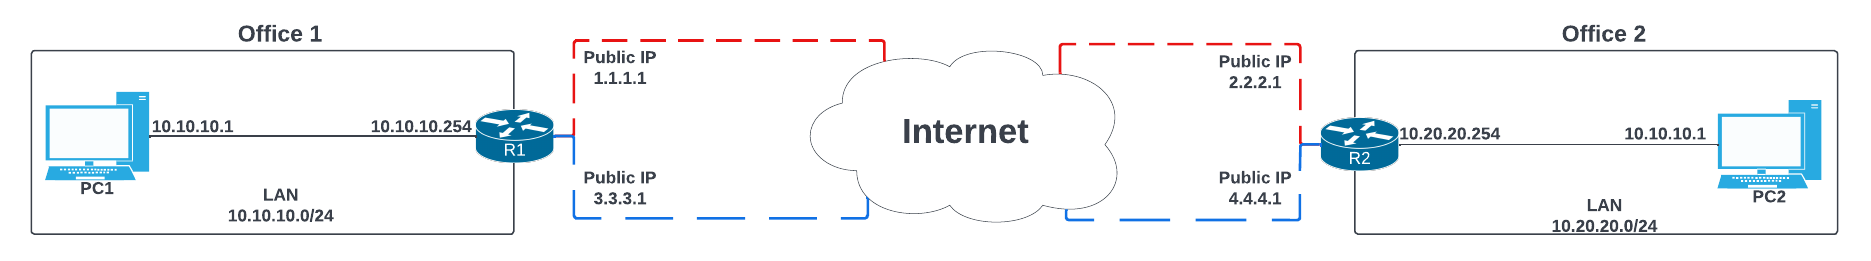 Office 1
Office 2
Public IP
1.1.1.1
Public IP
2.2.2.1
10.10.10.1
10.10.10.254
R1
Internet
R2
10.20.20.254
10.10.10.1
PC1
LAN
10.10.10.0/24
Public IP
3.3.3.1
Public IP
4.4.4.1
PC2
LAN
10.20.20.0/24